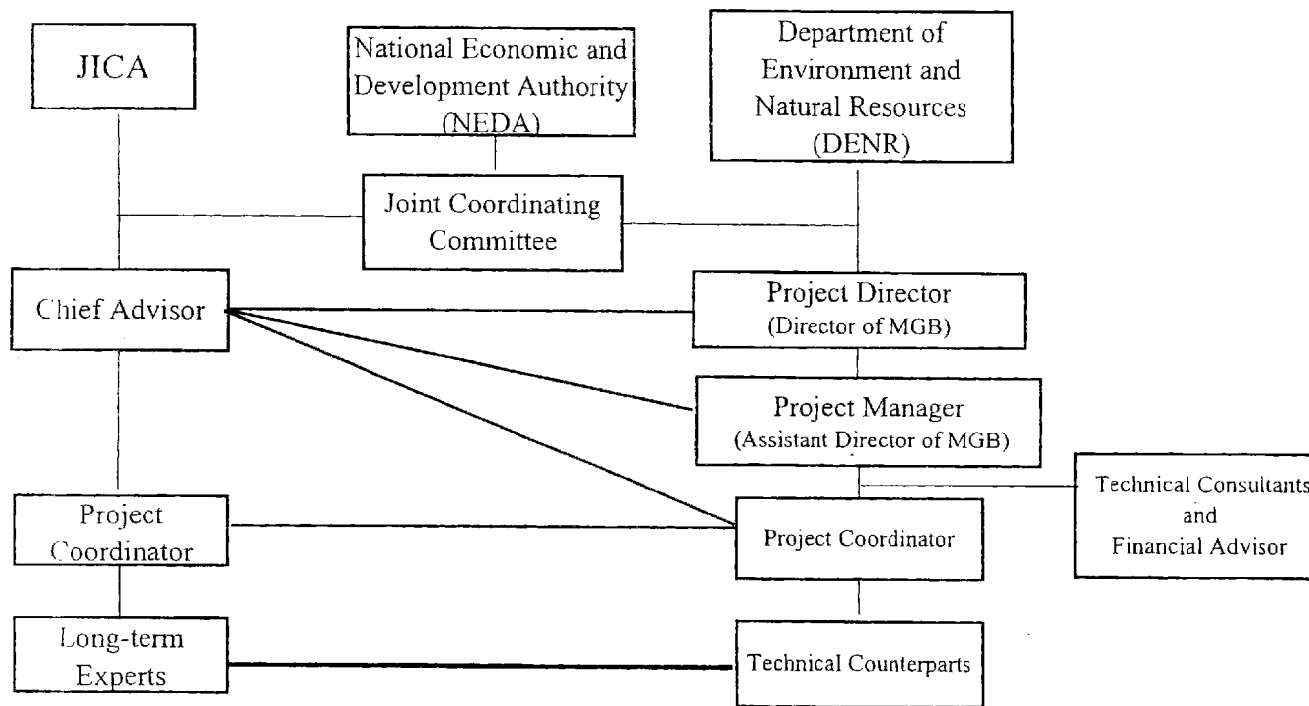 JICA
National Economic and
Development Authority
(NEDA)
Department of
Environment and
Natural Resources
(DENR)
Joint Coordinating
Committee
Chief Advisor
Project Director
(Director of MGB)
Project Manager
(Assistant Director of MGB)
Technical Consultants
and
Financial Advisor
Project
Coordinator
Project Coordinator
Long-term
Experts
Technical Counterparts